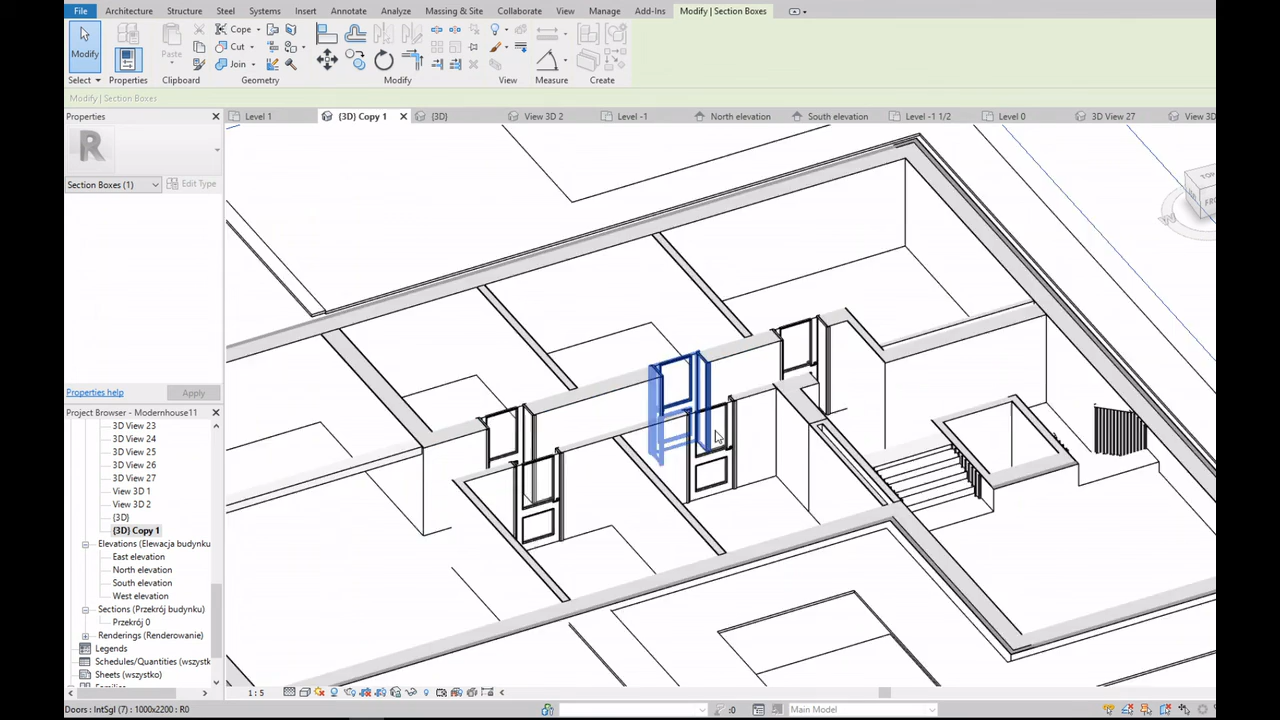 File Architecture Structure Steel Systems Insert Annotate Analyze Massing & Site Collaborate View Manage Add-Ins Modify | Section Boxes
Cope
Cut
Join
Modify
Paste
Select Properties Clipboard Geometry Modify View Measure Create
Modify | Section Boxes
Properties
Level 1 {3D} Copy 1 {3D} View 3D 2 Level -1 North elevation South elevation Level -1 1/2 Level 0 3D View 27 View 3D
R
Section Boxes (1) Edit Type
TOP
Properties help Apply
Project Browser - Modernhouse11
3D View 23
3D View 24
3D View 25
3D View 26
3D View 27
View 3D 1
View 3D 2
{3D}
{3D} Copy 1
Elevations (Elewacja budynku
East elevation
North elevation
South elevation
West elevation
Sections (Przekrój budynku)
Przekrój 0
Renderings (Renderowanie)
Legends
Schedules/Quantities (wszystk
Sheets (wszystko)
1 : 5
Doors : IntSgl (7) : 1000x2200 : R0 :0 Main Model